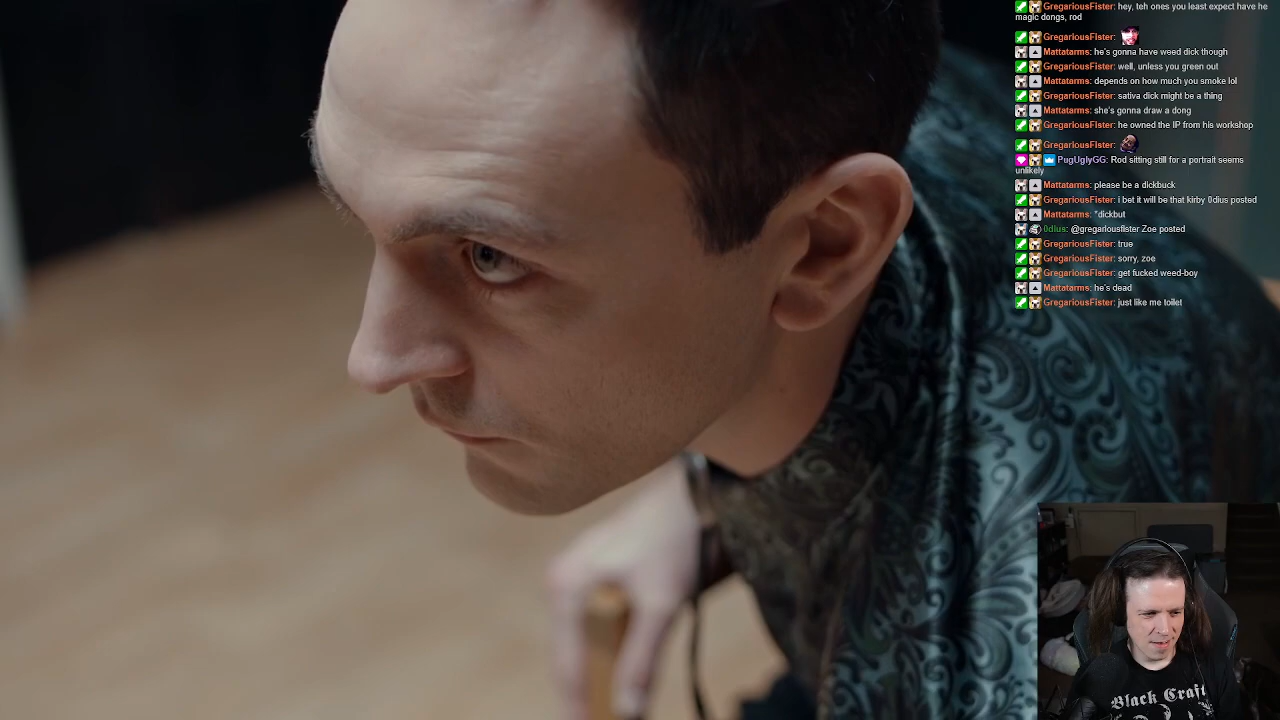 GregariousFister: hey, teh ones you least expect have he
magic dongs, rod
GregariousFister:
Mattatarms: he's gonna have weed dick though
GregariousFister: well, unless you green out
Mattatarms: depends on how much you smoke lol
GregariousFister: sativa dick might be a thing
Mattatarms: she's gonna draw a dong
GregariousFister: he owned the IP from his workshop
GregariousFister:
PugUglyGG: Rod sitting still for a portrait seems
unlikely
Mattatarms: please be a dickbuck
GregariousFister: i bet it will be that kirby 0dius posted
Mattatarms: *dickbut
0dius: @gregariousfister Zoe posted
GregariousFister: true
GregariousFister: sorry, zoe
GregariousFister: get fucked weed-boy
Mattatarms: he's dead
GregariousFister: just like me toilet
Black Craft